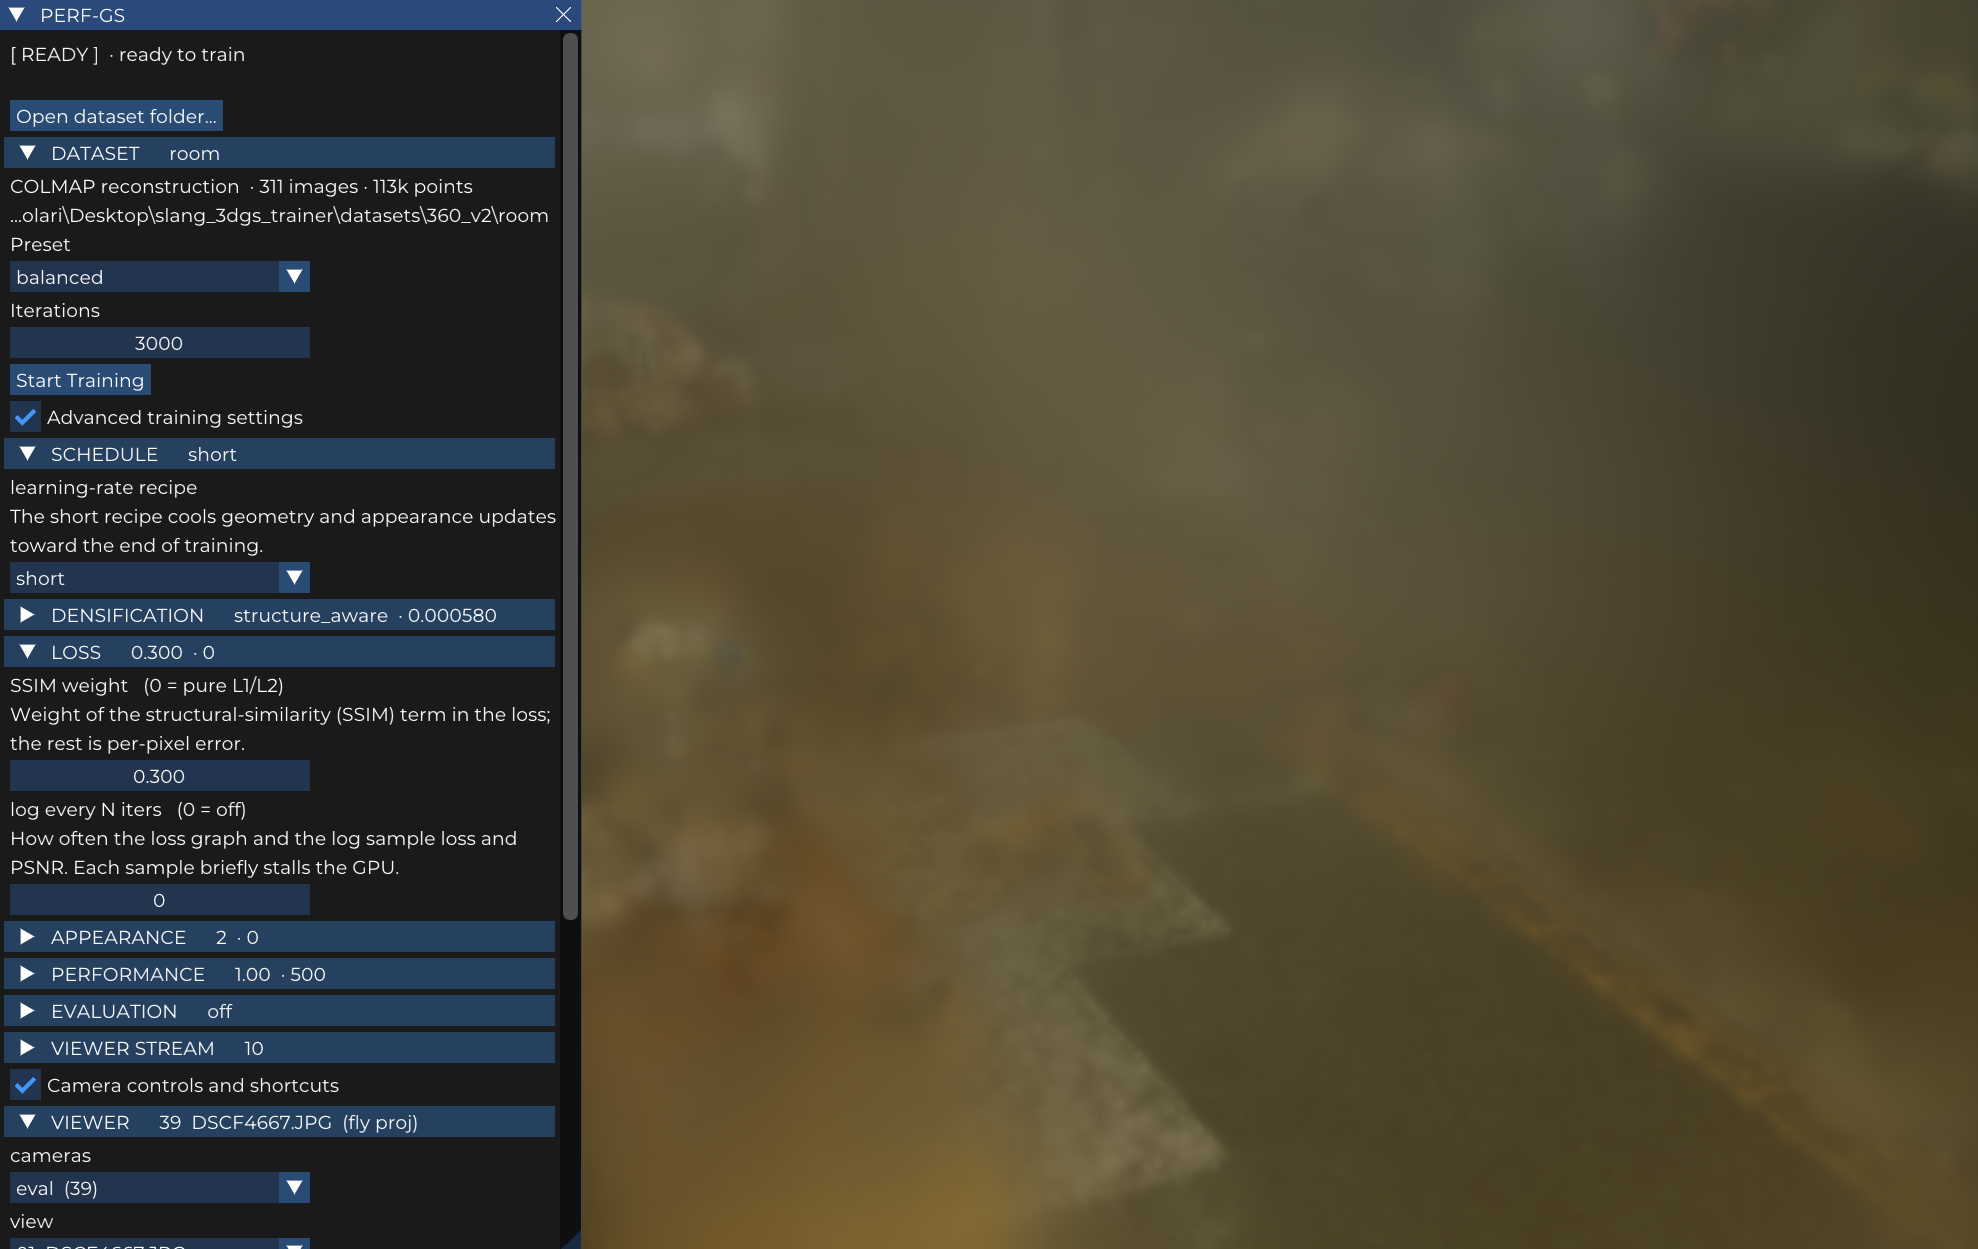 PERF-GS
[ READY ] · ready to train
Open dataset folder...
DATASET room
COLMAP reconstruction · 311 images · 113k points
...olari\Desktop\slang_3dgs_trainer\datasets\360_v2\room
Preset
balanced
Iterations
3000
Start Training
Advanced training settings
SCHEDULE short
learning-rate recipe
The short recipe cools geometry and appearance updates
toward the end of training.
short
DENSIFICATION structure_aware · 0.000580
LOSS 0.300 · 0
SSIM weight (0 = pure L1/L2)
Weight of the structural-similarity (SSIM) term in the loss;
the rest is per-pixel error.
0.300
log every N iters (0 = off)
How often the loss graph and the log sample loss and
PSNR. Each sample briefly stalls the GPU.
0
APPEARANCE 2 · 0
PERFORMANCE 1.00 · 500
EVALUATION off
VIEWER STREAM 10
Camera controls and shortcuts
VIEWER 39 DSCF4667.JPG (fly proj)
cameras
eval (39)
view
DSCF4667.JPG